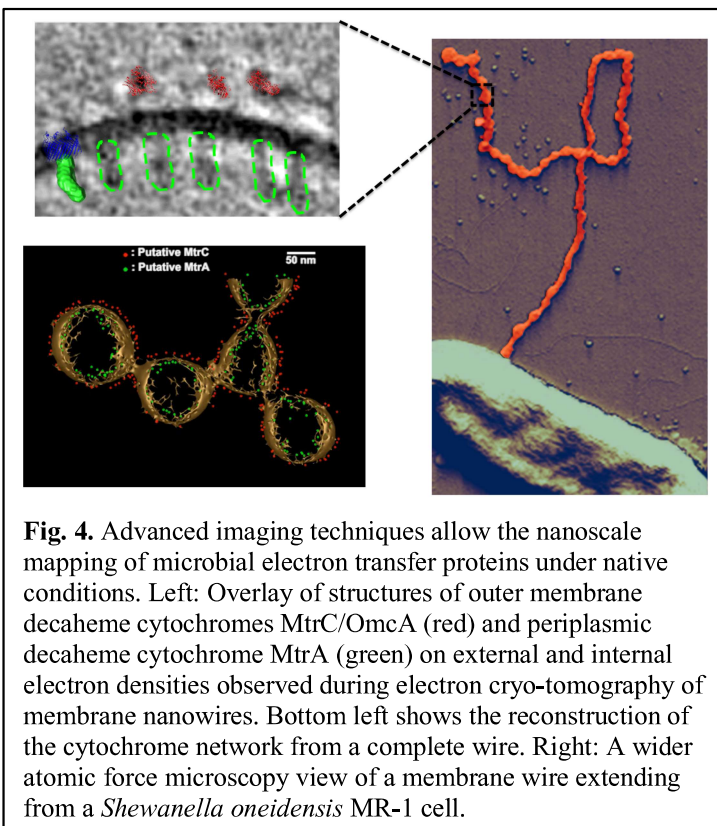 : Putative MtrC
: Putative MtrA
50 nm
Fig. 4. Advanced imaging techniques allow the nanoscale
mapping of microbial electron transfer proteins under native
conditions. Left: Overlay of structures of outer membrane
decaheme cytochromes MtrC/OmcA (red) and periplasmic
decaheme cytochrome MtrA (green) on external and internal
electron densities observed during electron cryo-tomography of
membrane nanowires. Bottom left shows the reconstruction of
the cytochrome network from a complete wire. Right: A wider
atomic force microscopy view of a membrane wire extending
from a Shewanella oneidensis MR-1 cell.